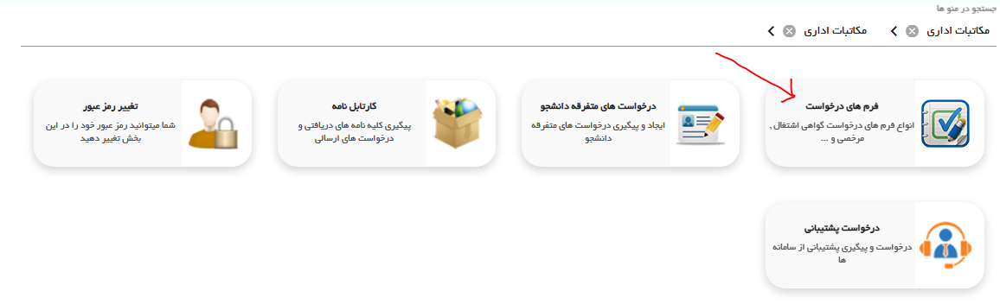 جستجو در منو ها
مکاتبات اداری
مکاتبات اداری
فرم های درخواست
انواع فرم های درخواست گواهی اشتغال ,
مرخصی و ...
درخواست های متفرقه دانشجو
ایجاد و پیگیری درخواست های متفرقه
دانشجو
کارتابل نامه
پیگیری کلیه نامه های دریافتی و
درخواست های ارسالی
تغییر رمز عبور
شما میتوانید رمز عبور خود را در این
بخش تغییر دهید
درخواست پشتیبانی
درخواست و پیگیری پشتیبانی از سامانه
ها